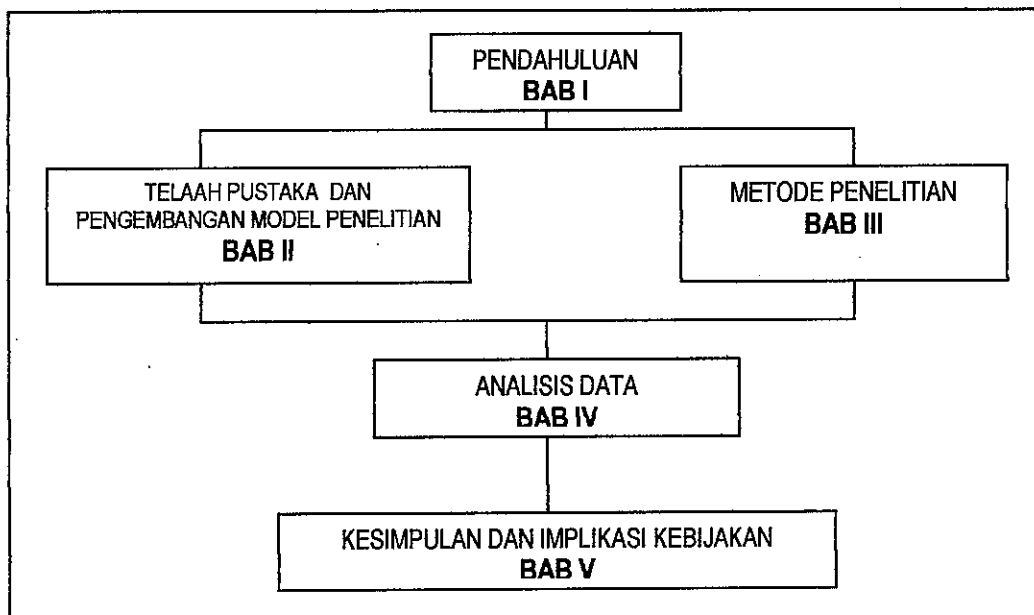 PENDAHULUAN
BAB I
TELAAH PUSTAKA DAN
PENGEMBANGAN MODEL PENELITIAN
BAB II
METODE PENELITIAN
BAB III
ANALISIS DATA
BAB IV
KESIMPULAN DAN IMPLIKASI KEBIJAKAN
BAB V